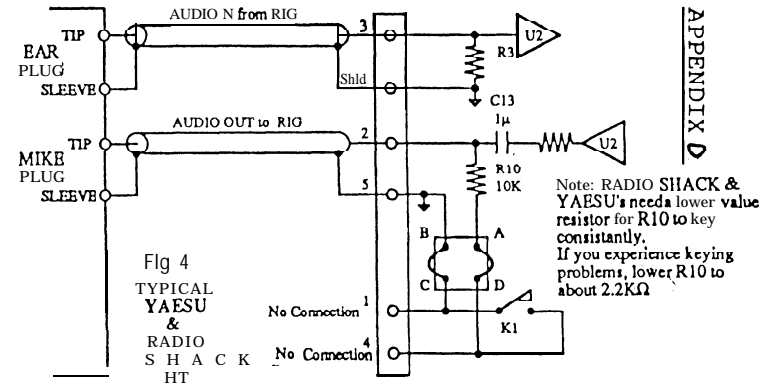 AUDIO N from RIG
TIP
EAR
PLUG
SLEEVE
3
R3
U2
Shld
C13
1µ
AUDIO OUT to RIG
TIP
MIKE
PLUG
SLEEVE
2
R10
10K
U2
5
B
A
C
D
1
No Connection
K1
4
No Connection
FIg 4
TYPICAL
YAESU
&
RADIO
SHACK
HT
APPENDIX D
Note: RADIO SHACK &
YAESU's needa lower value
resistor for R10 to key
consistantly.
If you experience keying
problems, lower R10 to
about 2.2KΩ